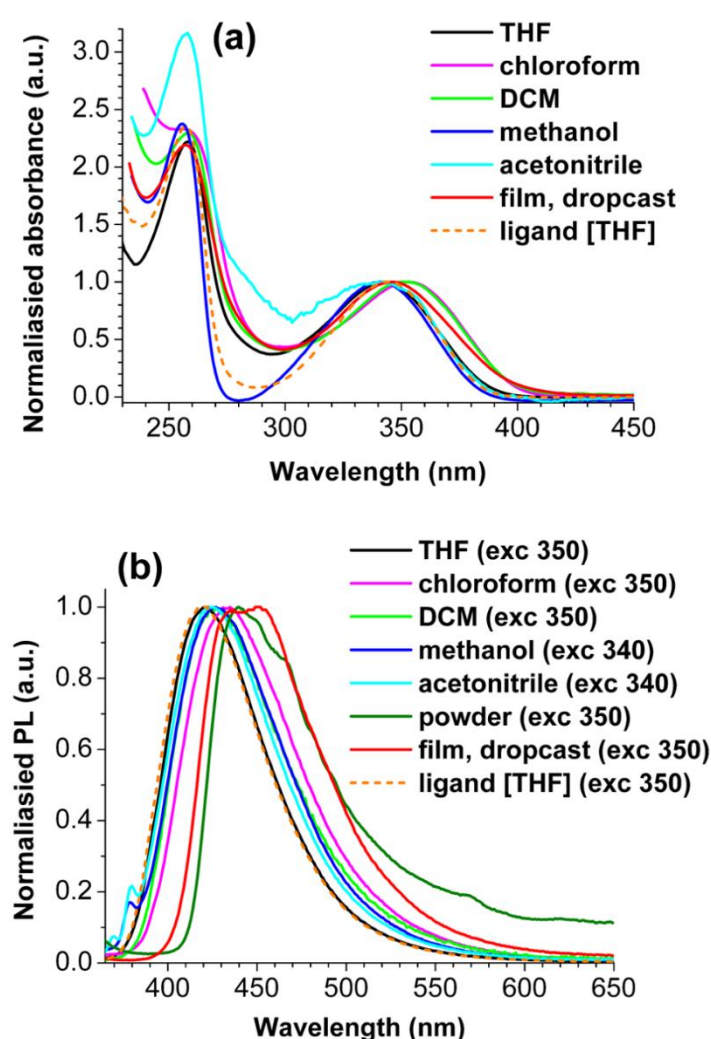 (a)
THF
chloroform
DCM
methanol
acetonitrile
film, dropcast
ligand [THF]
Normaliasied absorbance (a.u.)
3.0
2.5
2.0
1.5
1.0
0.5
0.0
250 300 350 400 450
Wavelength (nm)
(b)
THF (exc 350)
chloroform (exc 350)
DCM (exc 350)
methanol (exc 340)
acetonitrile (exc 340)
powder (exc 350)
film, dropcast (exc 350)
ligand [THF] (exc 350)
Normaliasied PL (a.u.)
1.0
0.8
0.6
0.4
0.2
0.0
400 450 500 550 600 650
Wavelength (nm)